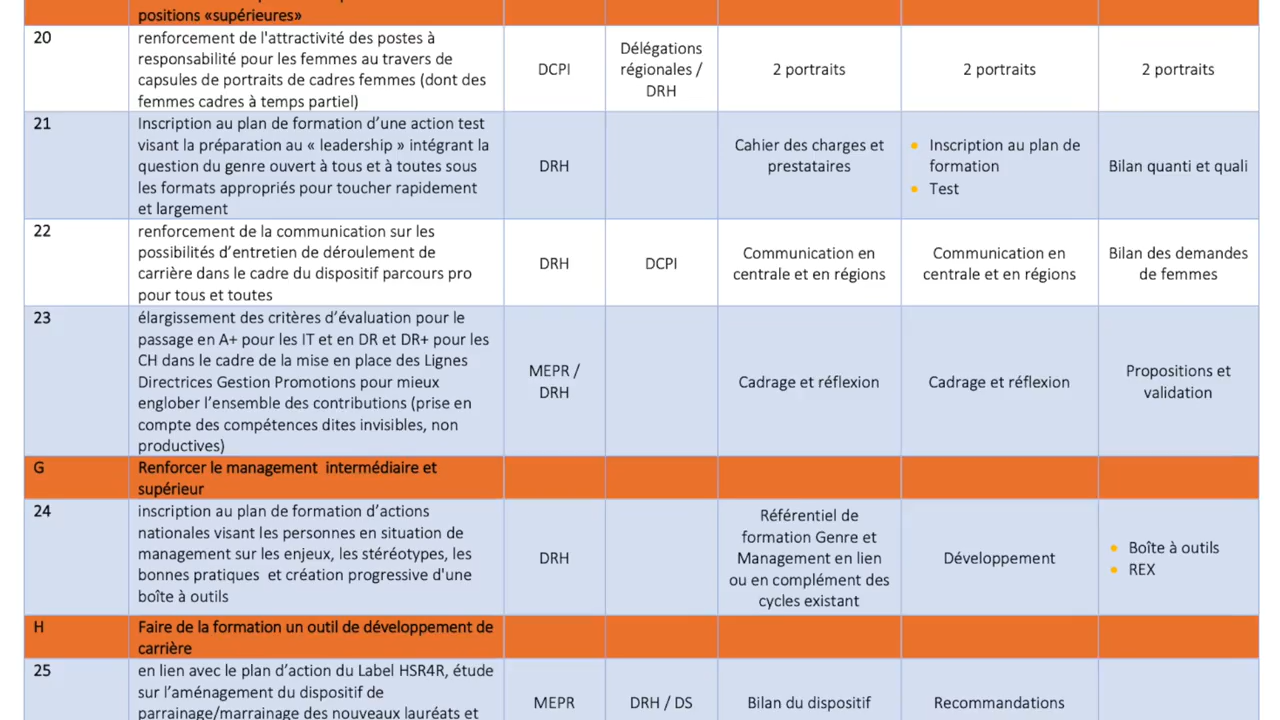 positions «supérieures»
20
renforcement de l'attractivité des postes à
responsabilité pour les femmes au travers de
capsules de portraits de cadres femmes (dont des
femmes cadres à temps partiel)
DCPI
Délégations
régionales /
DRH
2 portraits
2 portraits
2 portraits
21
Inscription au plan de formation d’une action test
visant la préparation au « leadership » intégrant la
question du genre ouvert à tous et à toutes sous
les formats appropriés pour toucher rapidement
et largement
DRH
Cahier des charges et
prestataires
• Inscription au plan de
formation
• Test
Bilan quanti et quali
22
renforcement de la communication sur les
possibilités d’entretien de déroulement de
carrière dans le cadre du dispositif parcours pro
pour tous et toutes
DRH
DCPI
Communication en
centrale et en régions
Communication en
centrale et en régions
Bilan des demandes
de femmes
23
élargissement des critères d’évaluation pour le
passage en A+ pour les IT et en DR et DR+ pour les
CH dans le cadre de la mise en place des Lignes
Directrices Gestion Promotions pour mieux
englober l’ensemble des contributions (prise en
compte des compétences dites invisibles, non
productives)
MEPR /
DRH
Cadrage et réflexion
Cadrage et réflexion
Propositions et
validation
G
Renforcer le management intermédiaire et
supérieur
24
inscription au plan de formation d’actions
nationales visant les personnes en situation de
management sur les enjeux, les stéréotypes, les
bonnes pratiques et création progressive d'une
boîte à outils
DRH
Référentiel de
formation Genre et
Management en lien
ou en complément des
cycles existant
Développement
• Boîte à outils
• REX
H
Faire de la formation un outil de développement de
carrière
25
en lien avec le plan d’action du Label HSR4R, étude
sur l’aménagement du dispositif de
parrainage/marrainage des nouveaux lauréats et
MEPR
DRH / DS
Bilan du dispositif
Recommandations